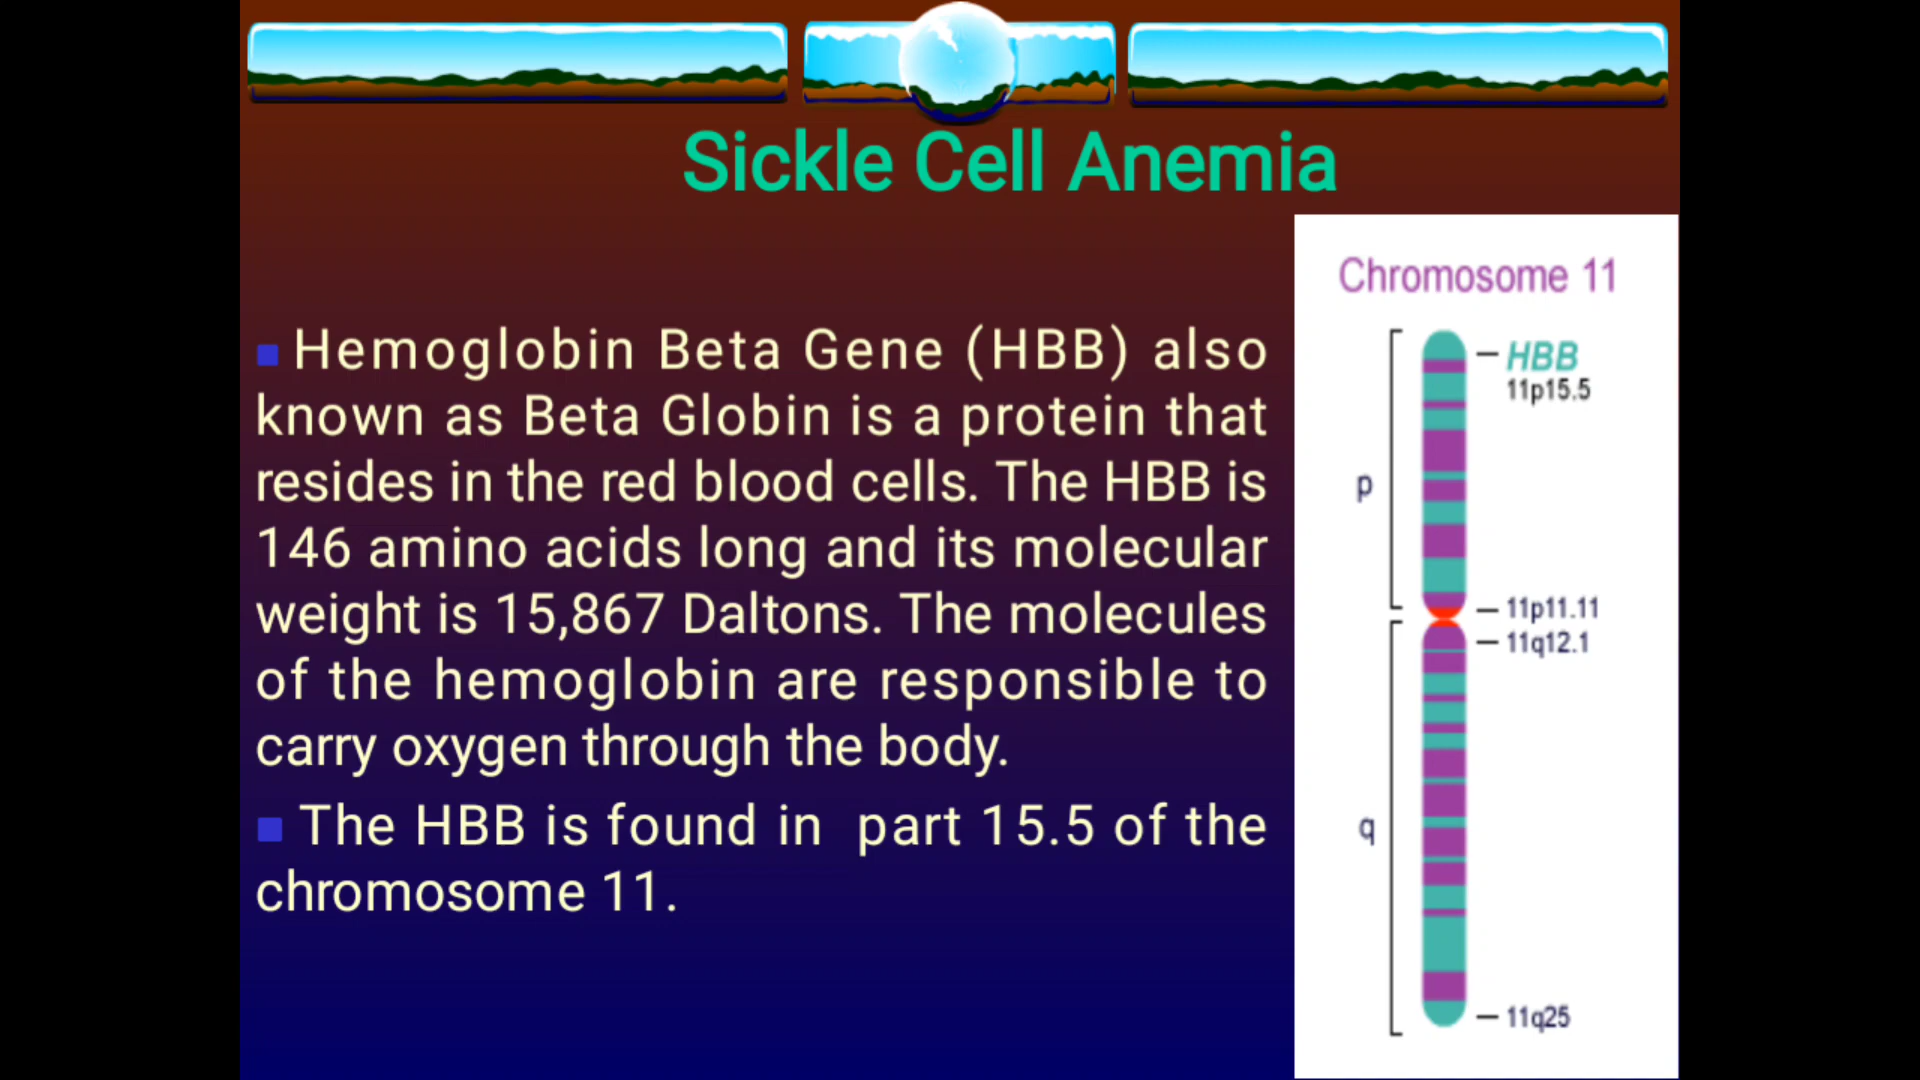 Sickle Cell Anemia
Hemoglobin Beta Gene (HBB) also
known as Beta Globin is a protein that
resides in the red blood cells. The HBB is
146 amino acids long and its molecular
weight is 15,867 Daltons. The molecules
of the hemoglobin are responsible to
carry oxygen through the body.
The HBB is found in part 15.5 of the
chromosome 11.
Chromosome 11
HBB
11p15.5
p
11p11.11
11q12.1
q
11q25